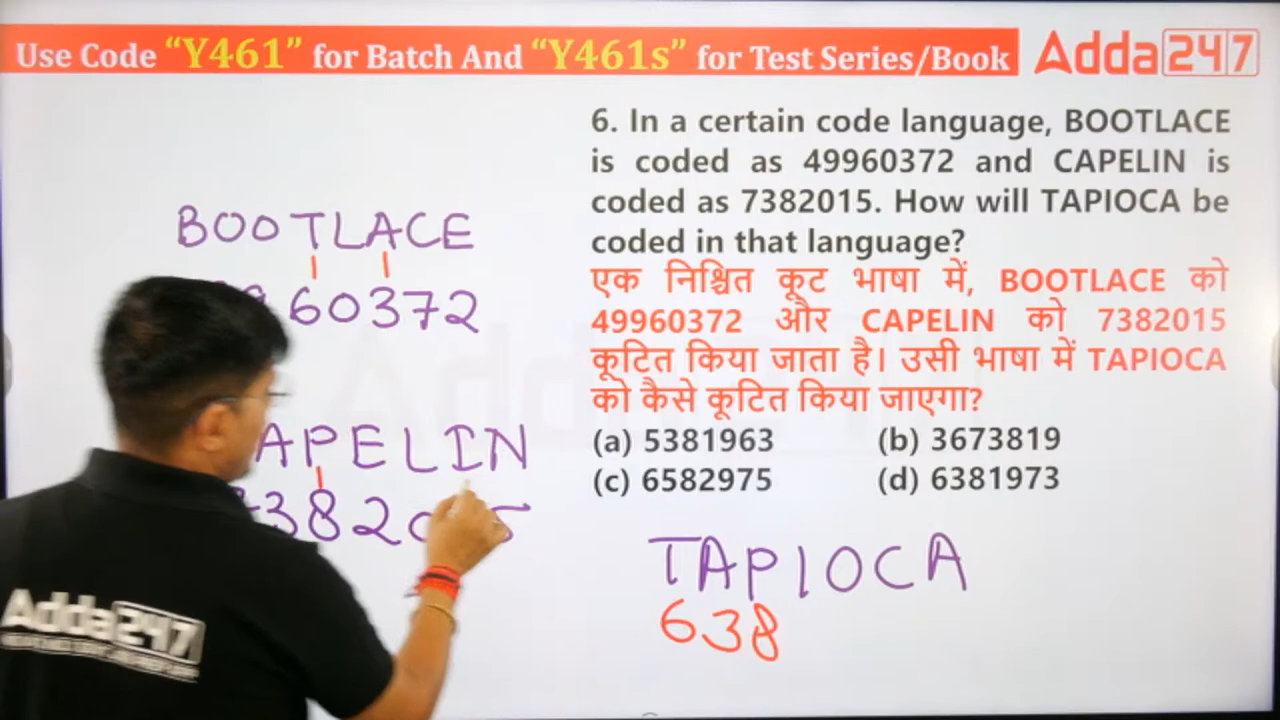 Use Code “Y461” for Batch And “Y461s” for Test Series/Book
Adda247
6. In a certain code language, BOOTLACE
is coded as 49960372 and CAPELIN is
coded as 7382015. How will TAPIOCA be
coded in that language?
एक निश्चित कूट भाषा में, BOOTLACE को
49960372 और CAPELIN को 7382015
कूटित किया जाता है। उसी भाषा में TAPIOCA
को कैसे कूटित किया जाएगा?
(a) 5381963 (b) 3673819
(c) 6582975 (d) 6381973
BOOTLACE
60372
APELIN
382
TAPIOCA
638
Adda247